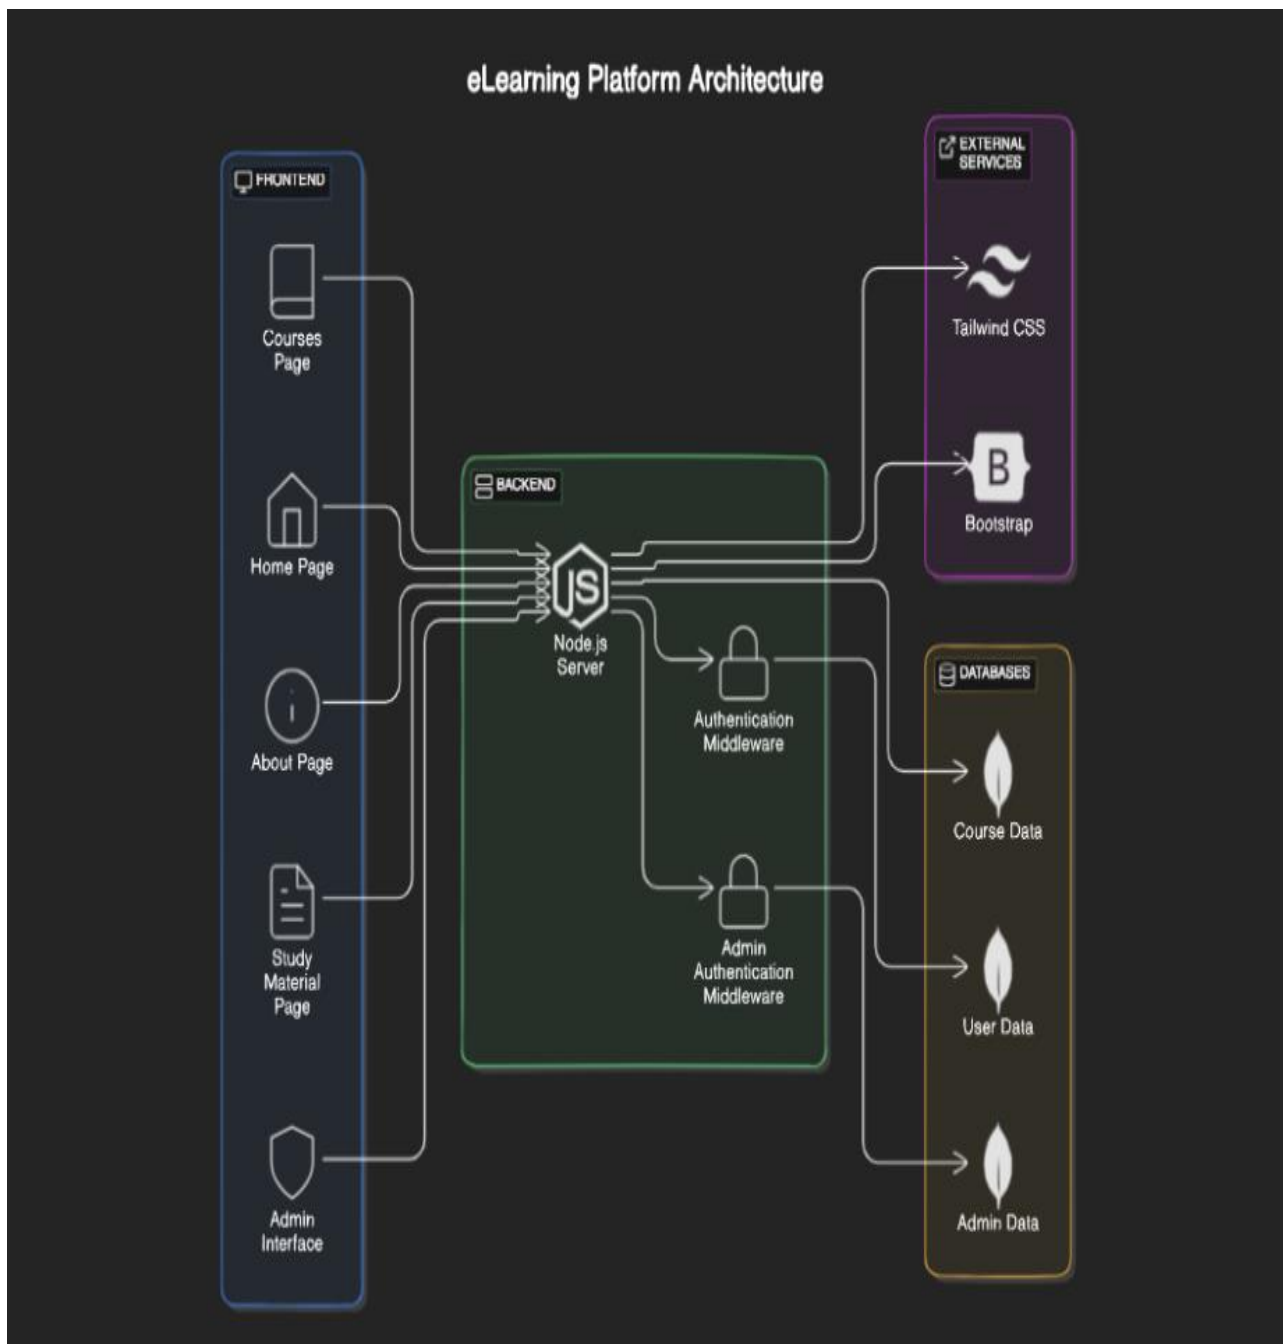 eLearning Platform Architecture
FRONTEND
Courses
Page
Home Page
About Page
Study
Material
Page
Admin
Interface
BACKEND
JS
Node.js
Server
Authentication
Middleware
Admin
Authentication
Middleware
EXTERNAL
SERVICES
Tailwind CSS
B
Bootstrap
DATABASES
Course Data
User Data
Admin Data